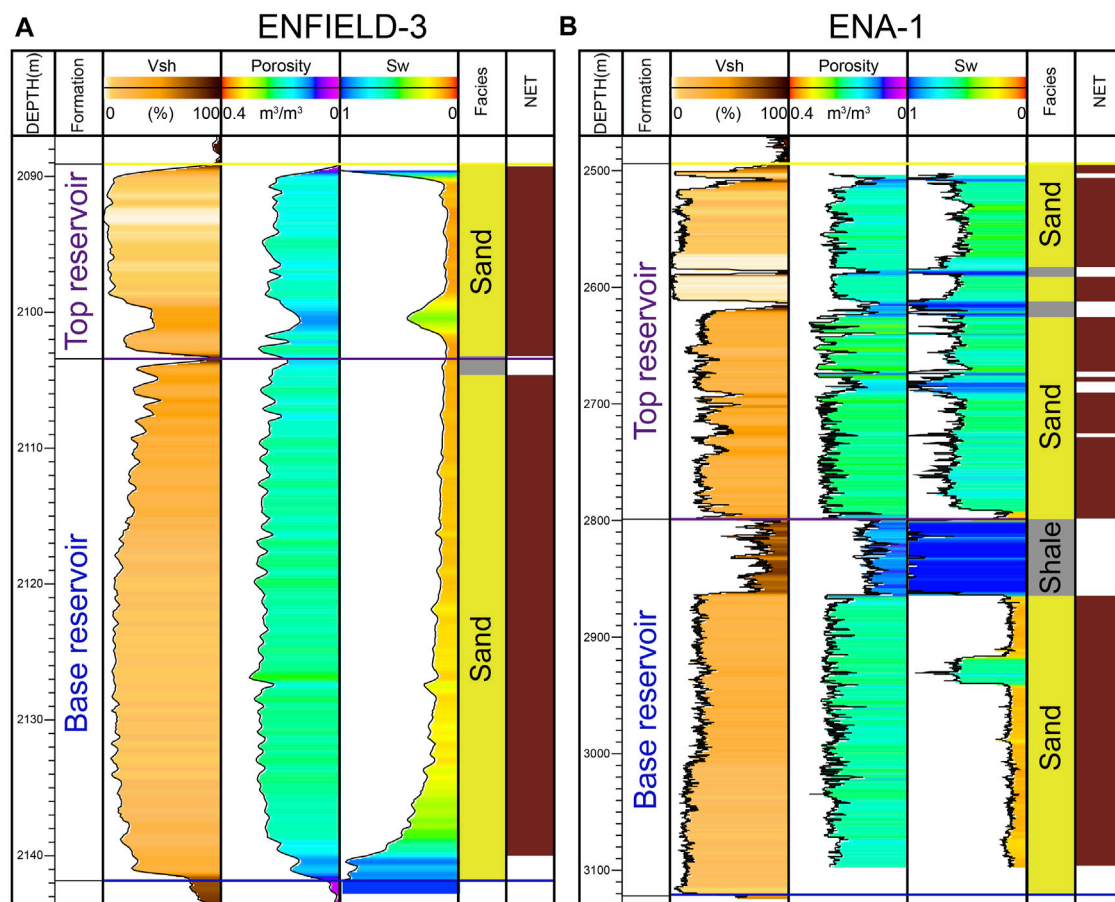 A
ENFIELD-3
DEPTH(m)
Formation
Vsh
Porosity
Sw
Facies
NET
(%)
100
0.4
m³/m³
0
1
0
2090
2100
2110
2120
2130
2140
Top reservoir
Base reservoir
Sand
Sand
B
ENA-1
DEPTH(m)
Formation
Vsh
Porosity
Sw
Facies
NET
0
(%)
100
0.4
m³/m³
0
1
0
2500
2600
2700
2800
2900
3000
3100
Top reservoir
Base reservoir
Sand
Sand
Shale
Sand